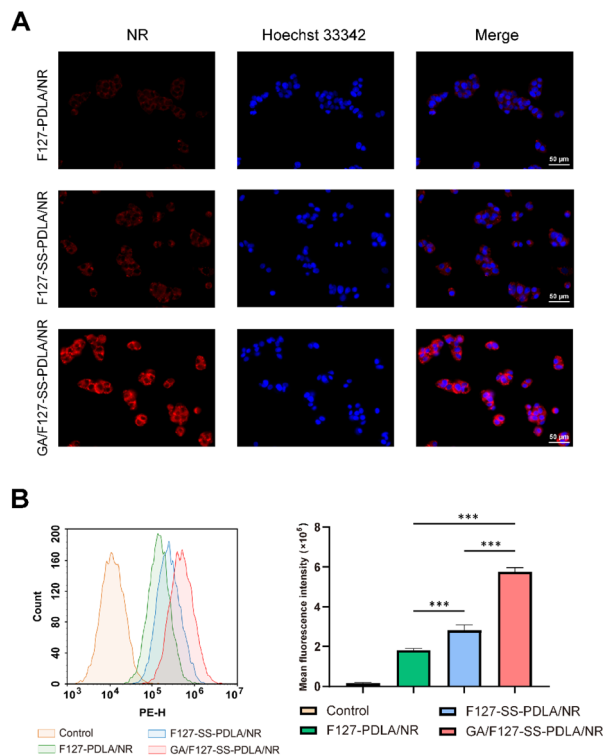 A
NR Hoechst 33342 Merge
F127-PDLA/NR
50 μm
F127-SS-PDLA/NR
50 μm
GA/F127-SS-PDLA/NR
50 μm
B
Count
200
160
120
80
40
0
10³ 10⁴ 10⁵ 10⁶ 10⁷
PE-H
Control F127-SS-PDLA/NR
F127-PDLA/NR GA/F127-SS-PDLA/NR
Mean fluorescence intensity (×10⁵)
8
6
4
2
0
***
***
***
Control F127-SS-PDLA/NR
F127-PDLA/NR GA/F127-SS-PDLA/NR